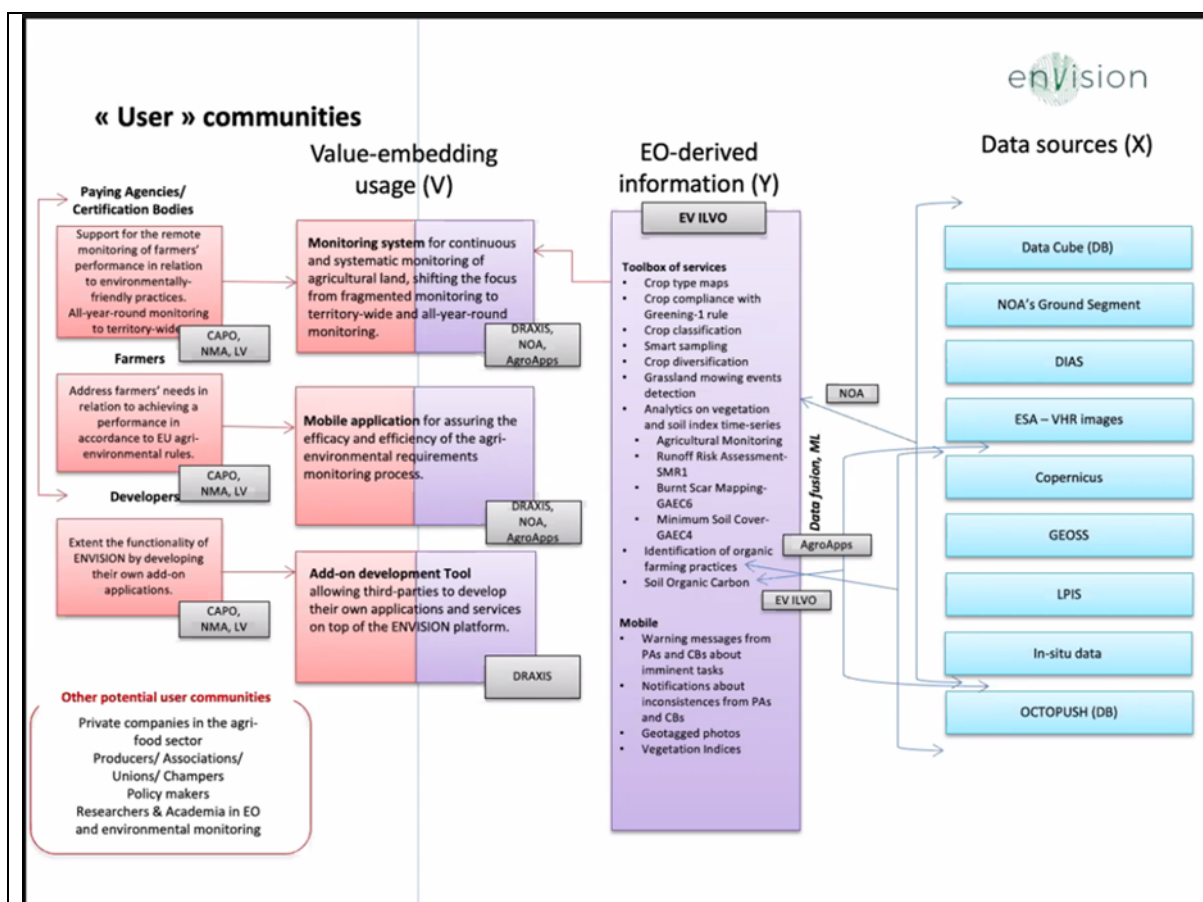 enVision
« User » communities
Value-embedding
usage (V)
EO-derived
information (Y)
Data sources (X)
Paying Agencies/
Certification Bodies
Support for the remote
monitoring of farmers'
performance in relation
to environmentally-
friendly practices.
All-year-round monitoring
to territory-wide
CAPO,
NMA, LV
Farmers
Address farmers' needs in
relation to achieving a
performance in
accordance to EU agri-
environmental rules.
CAPO,
NMA, LV
Developers
Extent the functionality of
ENVISION by developing
their own add-on
applications.
CAPO,
NMA, LV
Other potential user communities
Private companies in the agri-
food sector
Producers/ Associations/
Unions/ Champers
Policy makers
Researchers & Academia in EO
and environmental monitoring
Monitoring system for continuous
and systematic monitoring of
agricultural land, shifting the focus
from fragmented monitoring to
territory-wide and all-year-round
monitoring.
DRAXIS,
NOA,
AgroApps
Mobile application for assuring the
efficacy and efficiency of the agri-
environmental requirements
monitoring process.
DRAXIS,
NOA,
AgroApps
Add-on development Tool
allowing third-parties to develop
their own applications and services
on top of the ENVISION platform.
DRAXIS
EV ILVO
Toolbox of services
• Crop type maps
• Crop compliance with
Greening-1 rule
• Crop classification
• Smart sampling
• Crop diversification
• Grassland mowing events
detection
• Analytics on vegetation
and soil index time-series
• Agricultural Monitoring
• Runoff Risk Assessment-
SMR1
• Burnt Scar Mapping-
GAEC6
• Minimum Soil Cover-
GAEC4
• Identification of organic
farming practices
• Soil Organic Carbon
Mobile
• Warning messages from
PAs and CBs about
imminent tasks
• Notifications about
inconsistences from PAs
and CBs
• Geotagged photos
• Vegetation Indices
NOA
Data fusion, ML
AgroApps
EV ILVO
Data Cube (DB)
NOA's Ground Segment
DIAS
ESA – VHR images
Copernicus
GEOSS
LPIS
In-situ data
OCTOPUSH (DB)